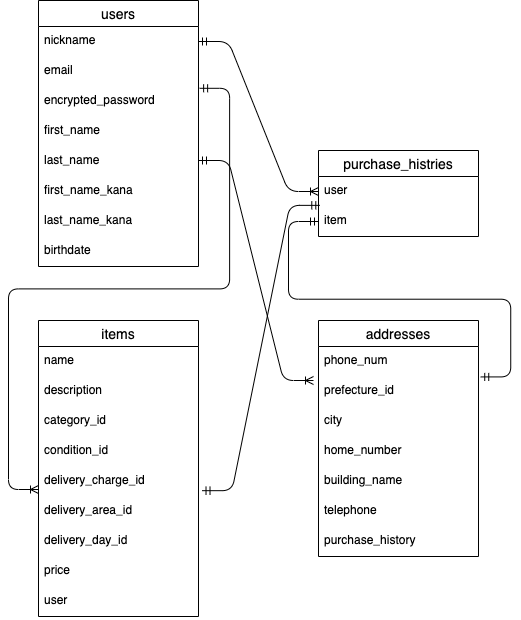 users
nickname
email
encrypted_password
first_name
last_name
first_name_kana
last_name_kana
birthdate
purchase_histries
user
item
items
name
description
category_id
condition_id
delivery_charge_id
delivery_area_id
delivery_day_id
price
user
addresses
phone_num
prefecture_id
city
home_number
building_name
telephone
purchase_history